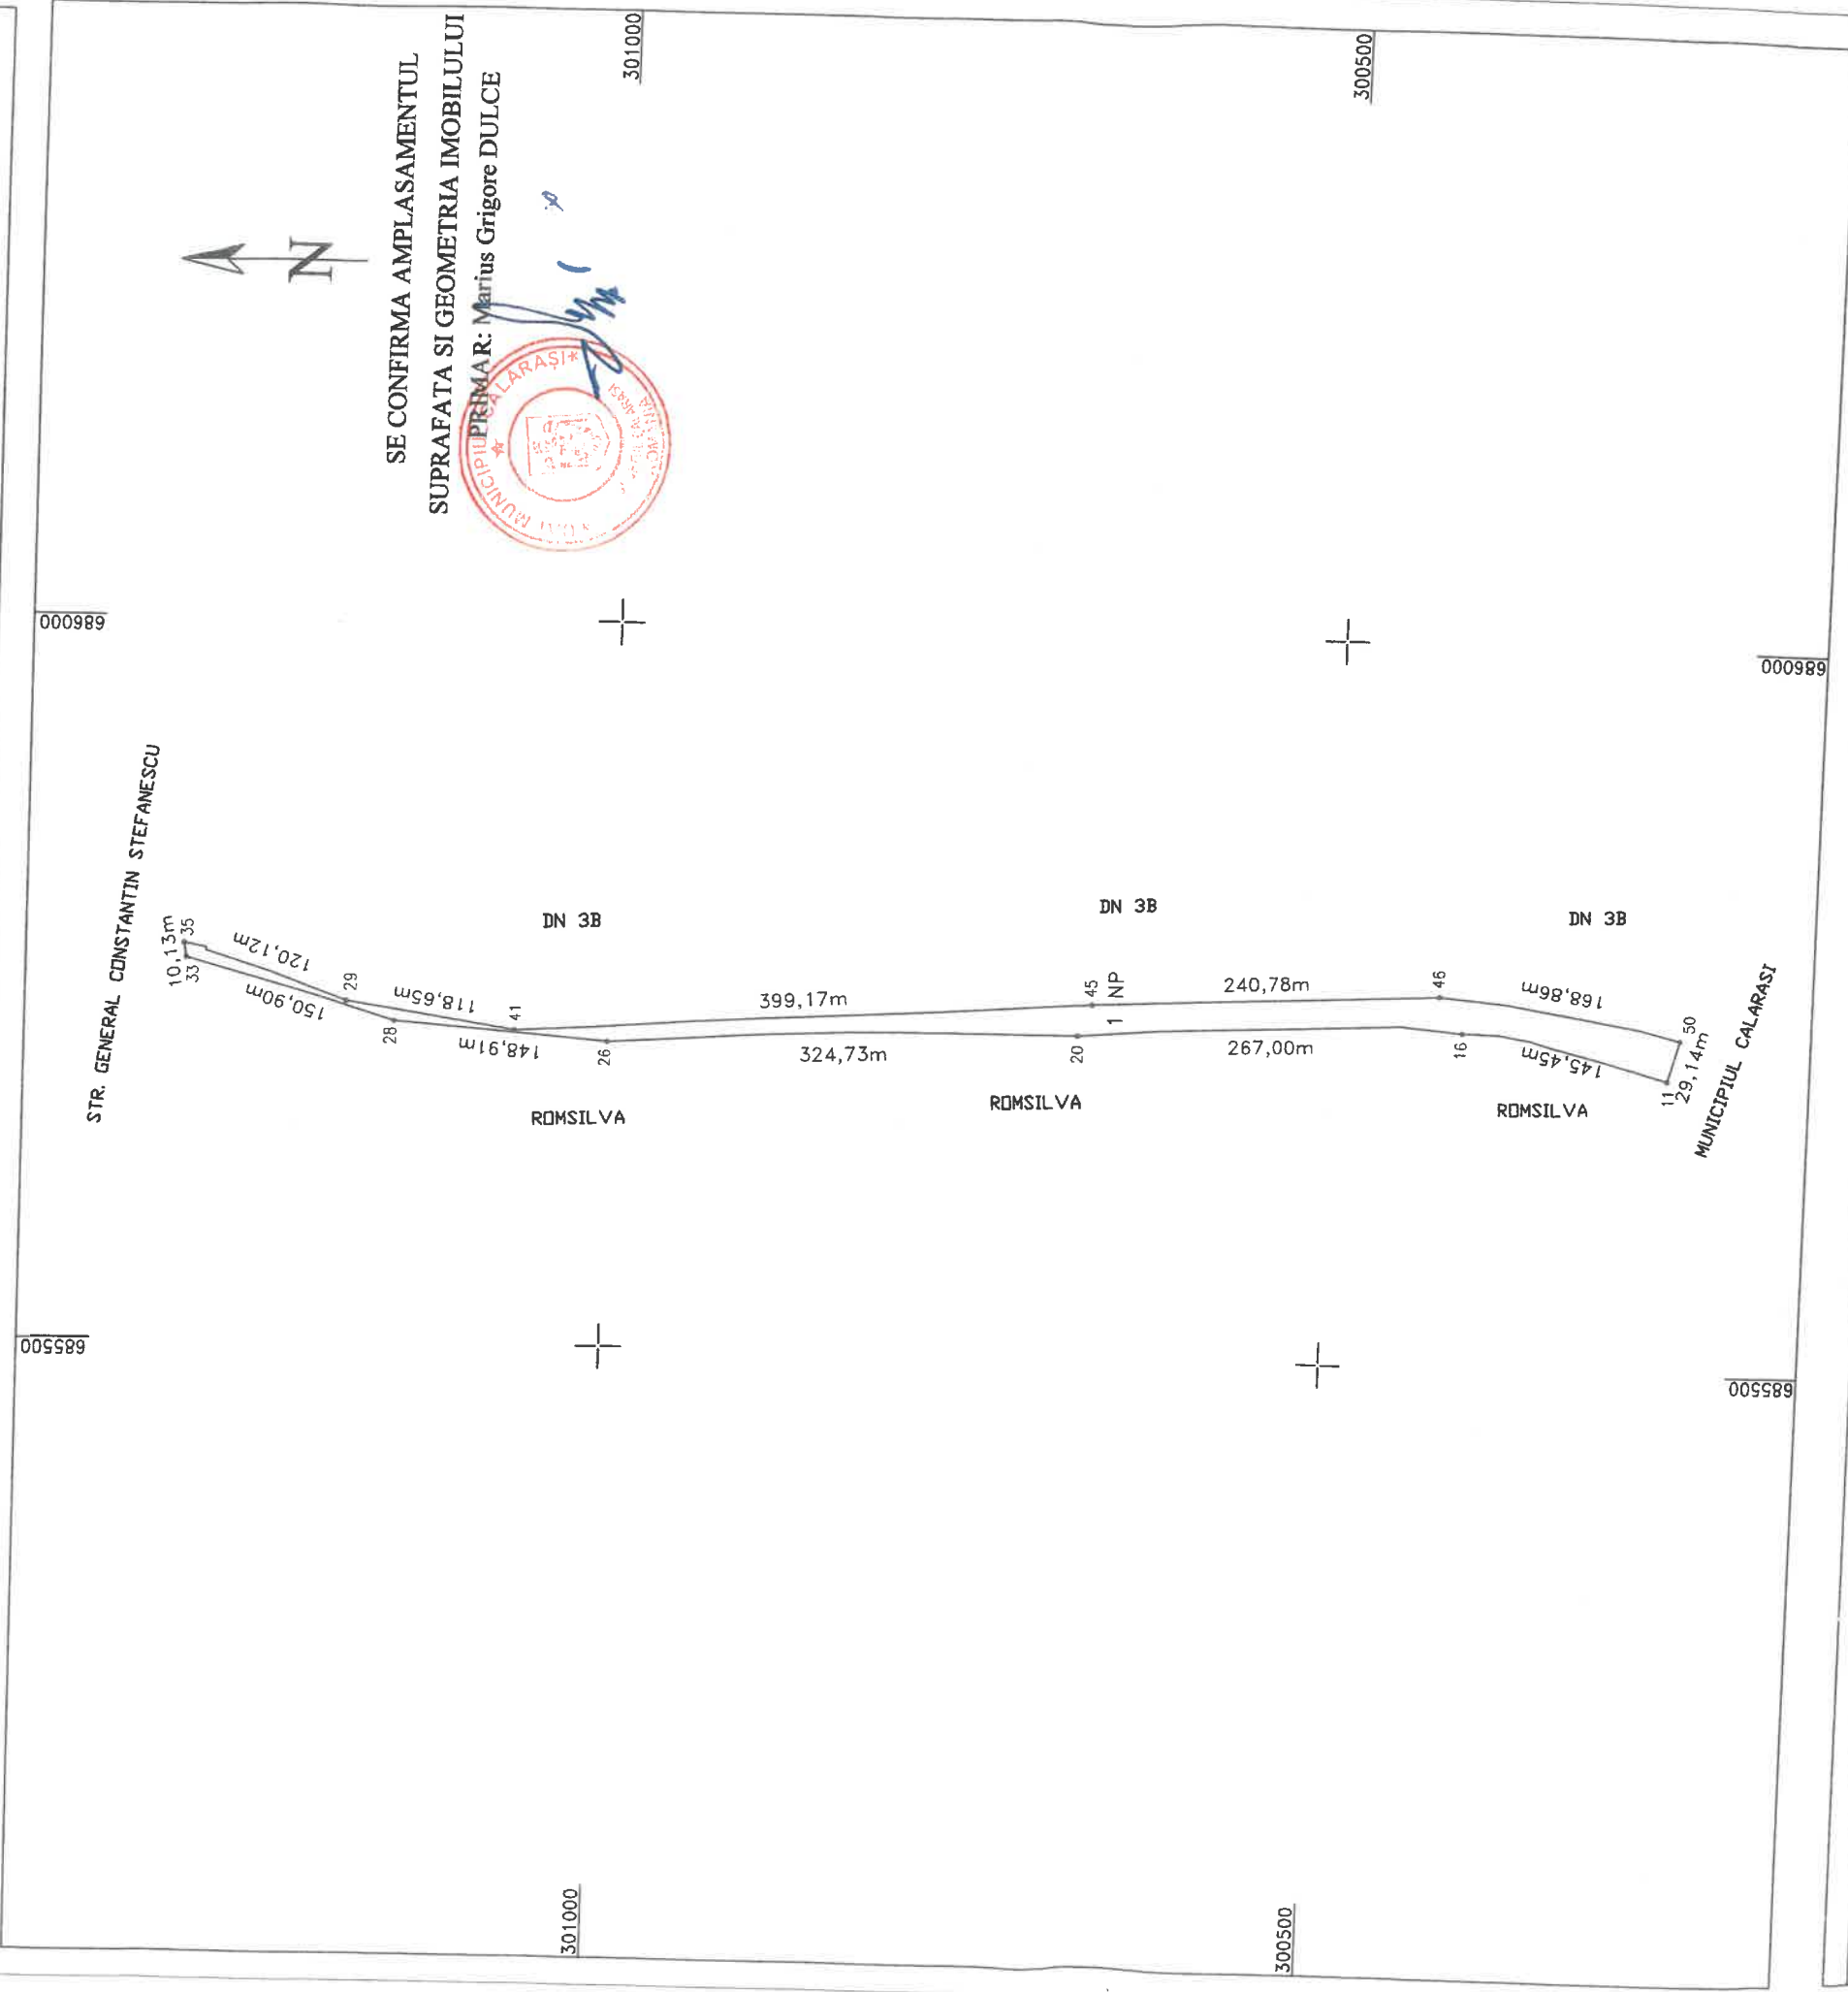 SE CONFIRMA AMPLASAMENTUL
SUPRAFATA SI GEOMETRIA IMOBILULUI
PRIMAR: Marius Grigore DULCE
MUNICIPIUL CALARAȘI
N
301000
300500
686000
686000
STR. GENERAL CONSTANTIN STEFANESCU
DN 3B
DN 3B
DN 3B
10,13m
35
33
120,12m
150,90m
29
28
118,65m
148,91m
41
26
399,17m
324,73m
45
20
1 NP
240,78m
267,00m
46
16
168,86m
145,45m
50
11
29,14m
MUNICIPIUL CALARASI
ROMSILVA
ROMSILVA
ROMSILVA
685500
685500
301000
300500